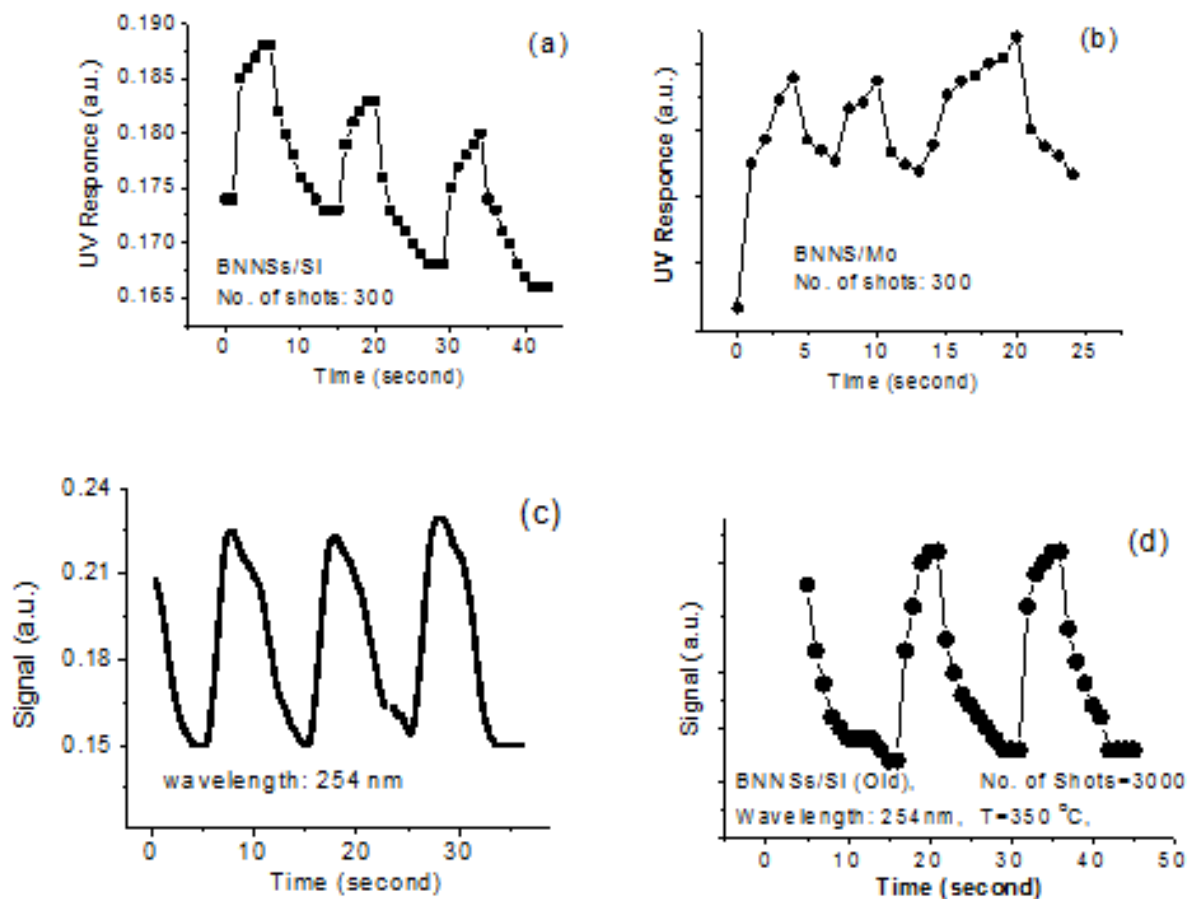 (a)
UV Responce (a.u.)
0.190
0.185
0.180
0.175
0.170
0.165
BNNSs/SI
No. of shots: 300
0 10 20 30 40
Time (second)
(b)
UV Responce (a.u.)
BNNS/Mo
No. of shots: 300
0 5 10 15 20 25
Time (second)
(c)
Signal (a.u.)
0.24
0.21
0.18
0.15
wavelength: 254 nm
0 10 20 30
Time (second)
(d)
Signal (a.u.)
BNNSs/SI (Old), No. of Shots=3000
Wavelength: 254nm, T=350 °C,
0 10 20 30 40 50
Time (second)